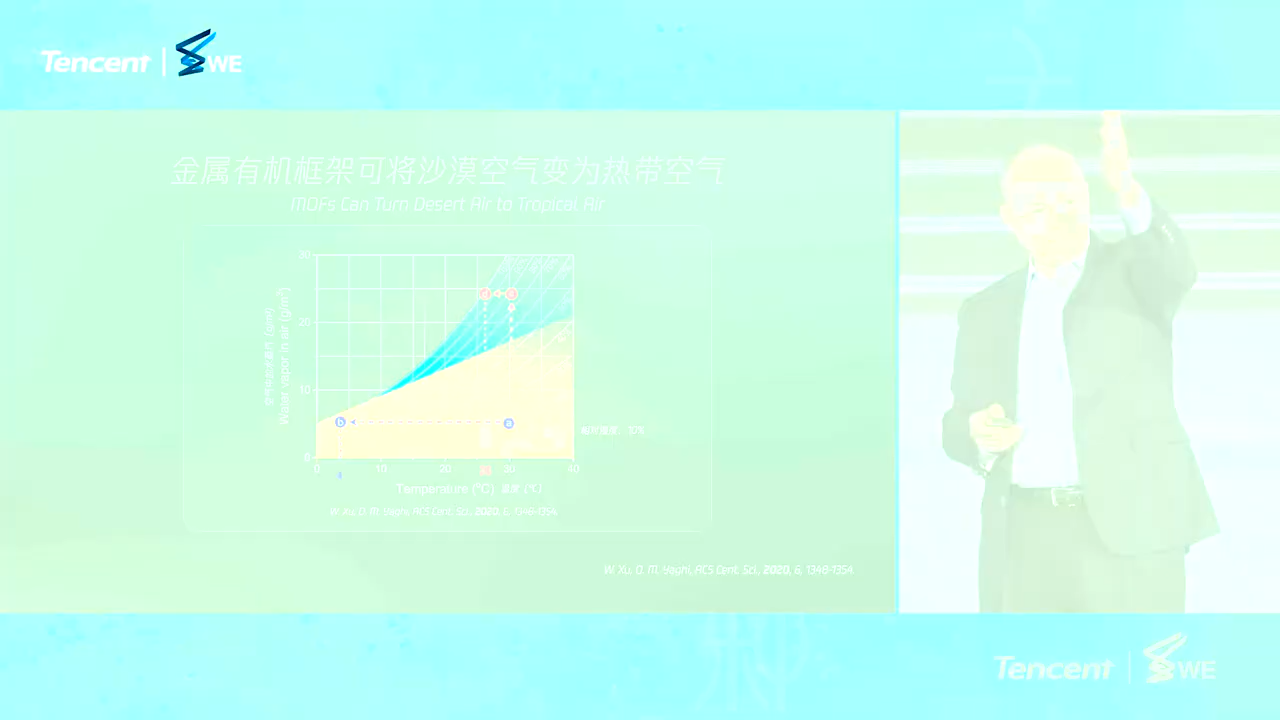 Tencent | WE
金属有机框架可将沙漠空气变为热带空气
MOFs Can Turn Desert Air to Tropical Air
30
20
10
0
Water vapor in air (g/m³)
d
c
b
a
0
10
20
30
40
Temperature (°C) 温度 (°C)
W. Xu, O. M. Yaghi, ACS Cent. Sci., 2020, 6, 1348-1354
W. Xu, O. M. Yaghi, ACS Cent. Sci., 2020, 6, 1348-1354
Tencent | WE